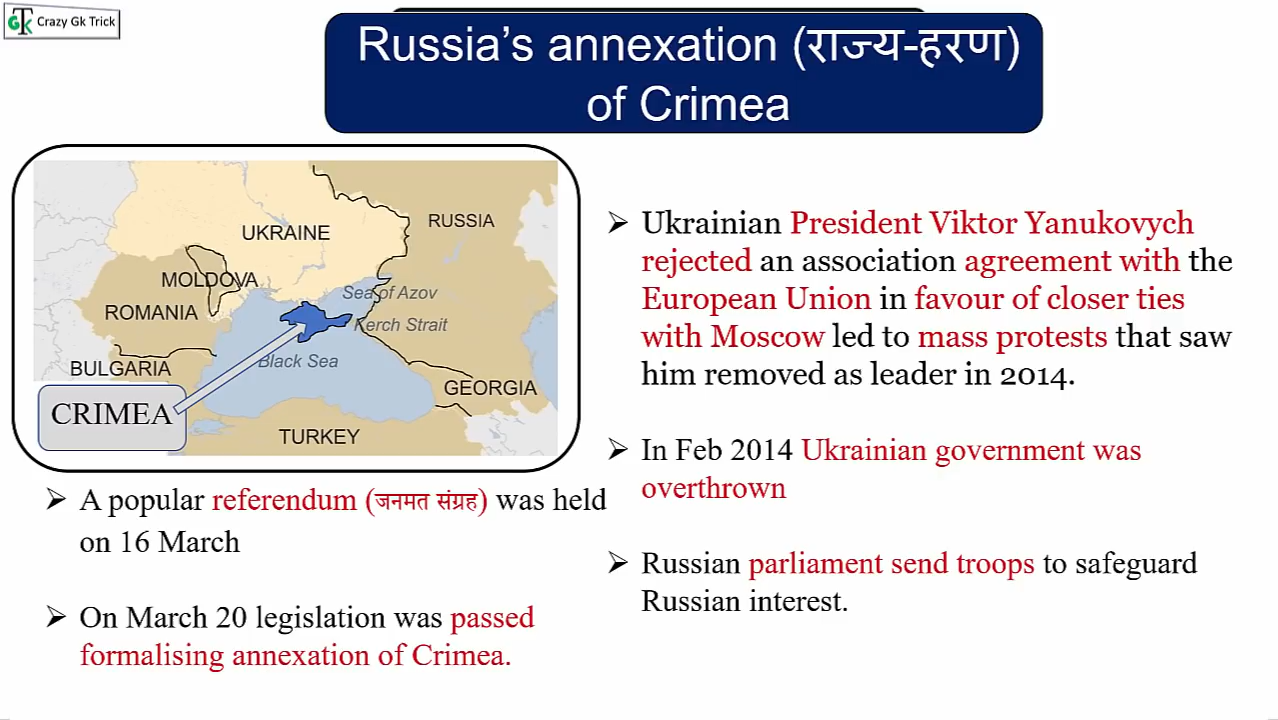 GTK Crazy Gk Trick
Russia’s annexation (राज्य-हरण)
of Crimea
UKRAINE
RUSSIA
MOLDOVA
Sea of Azov
ROMANIA
Kerch Strait
Black Sea
BULGARIA
GEORGIA
CRIMEA
TURKEY
➢ A popular referendum (जनमत संग्रह) was held
on 16 March
➢ On March 20 legislation was passed
formalising annexation of Crimea.
➢ Ukrainian President Viktor Yanukovych
rejected an association agreement with the
European Union in favour of closer ties
with Moscow led to mass protests that saw
him removed as leader in 2014.
➢ In Feb 2014 Ukrainian government was
overthrown
➢ Russian parliament send troops to safeguard
Russian interest.